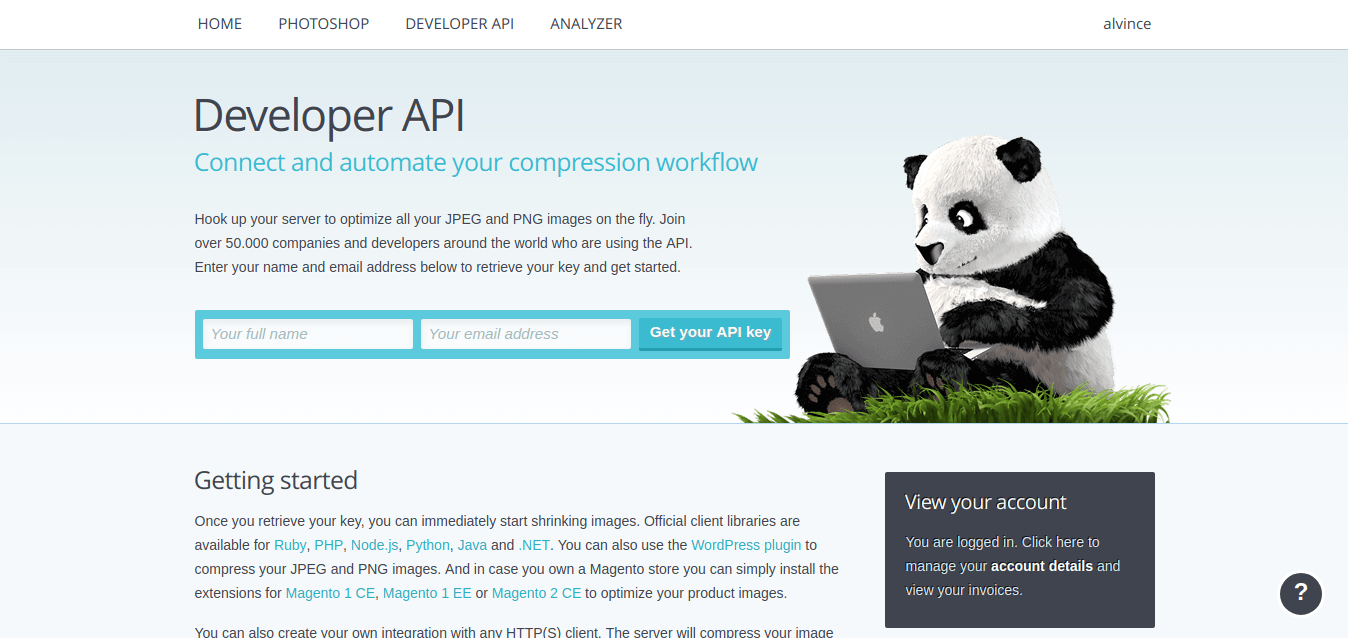 HOME PHOTOSHOP DEVELOPER API ANALYZER alvince
Developer API
Connect and automate your compression workflow
Hook up your server to optimize all your JPEG and PNG images on the fly. Join
over 50.000 companies and developers around the world who are using the API.
Enter your name and email address below to retrieve your key and get started.
Your full name Your email address Get your API key
Getting started
Once you retrieve your key, you can immediately start shrinking images. Official client libraries are
available for Ruby, PHP, Node.js, Python, Java and .NET. You can also use the WordPress plugin to
compress your JPEG and PNG images. And in case you own a Magento store you can simply install the
extensions for Magento 1 CE, Magento 1 EE or Magento 2 CE to optimize your product images.
You can also create your own integration with any HTTP(S) client. The server will compress your image
View your account
You are logged in. Click here to
manage your account details and
view your invoices.
?